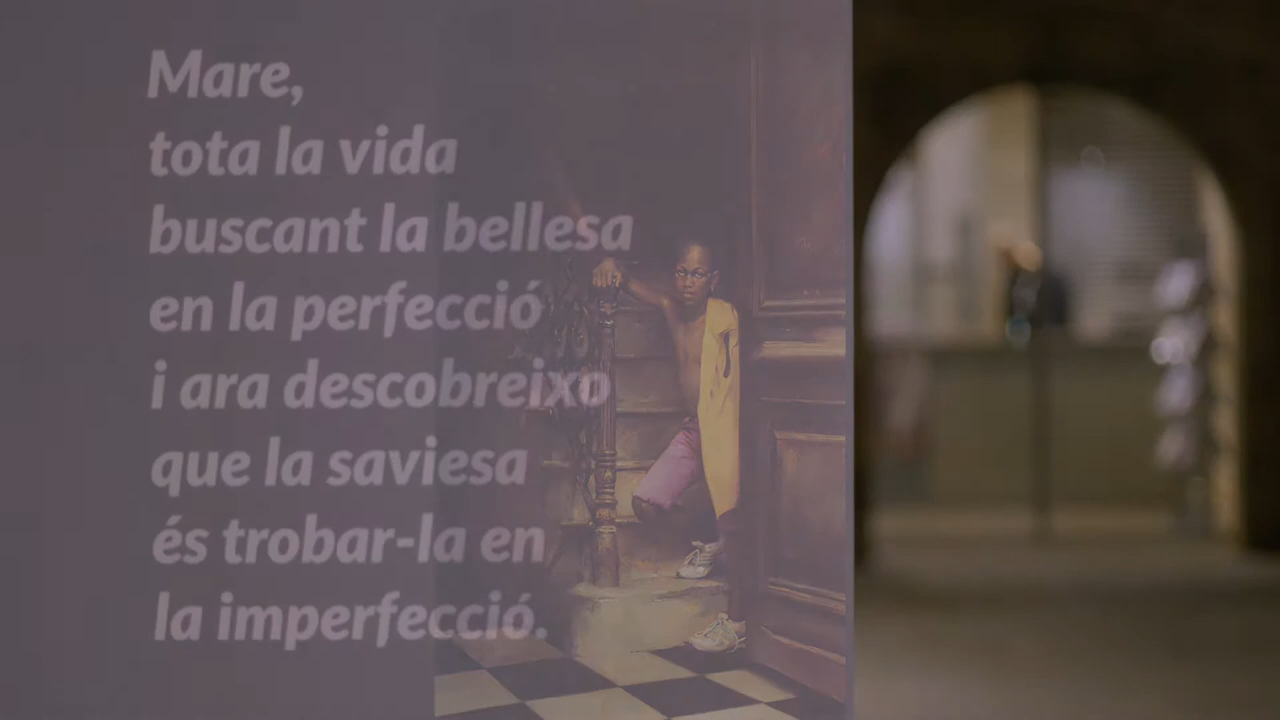 Mare,
tota la vida
buscant la bellesa
en la perfecció
i ara descobreixo
que la saviesa
és trobar-la en
la imperfecció.